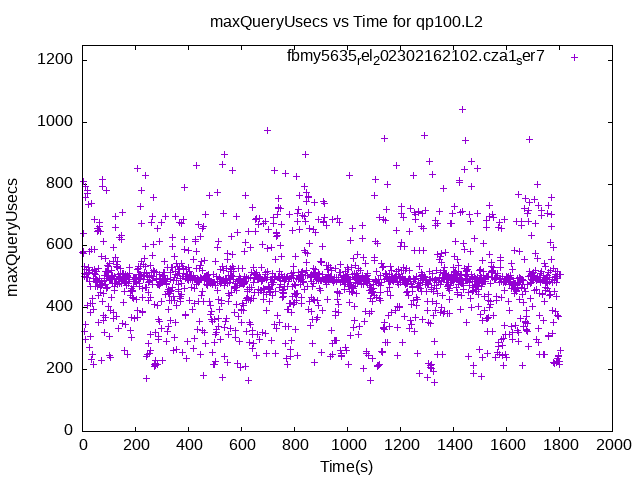 maxQueryUsecs vs Time for qp100.L2
fbmy5635_rel_202302162102.cza1_ser7
maxQueryUsecs
1200
1000
800
600
400
200
0
0 200 400 600 800 1000 1200 1400 1600 1800 2000
Time(s)